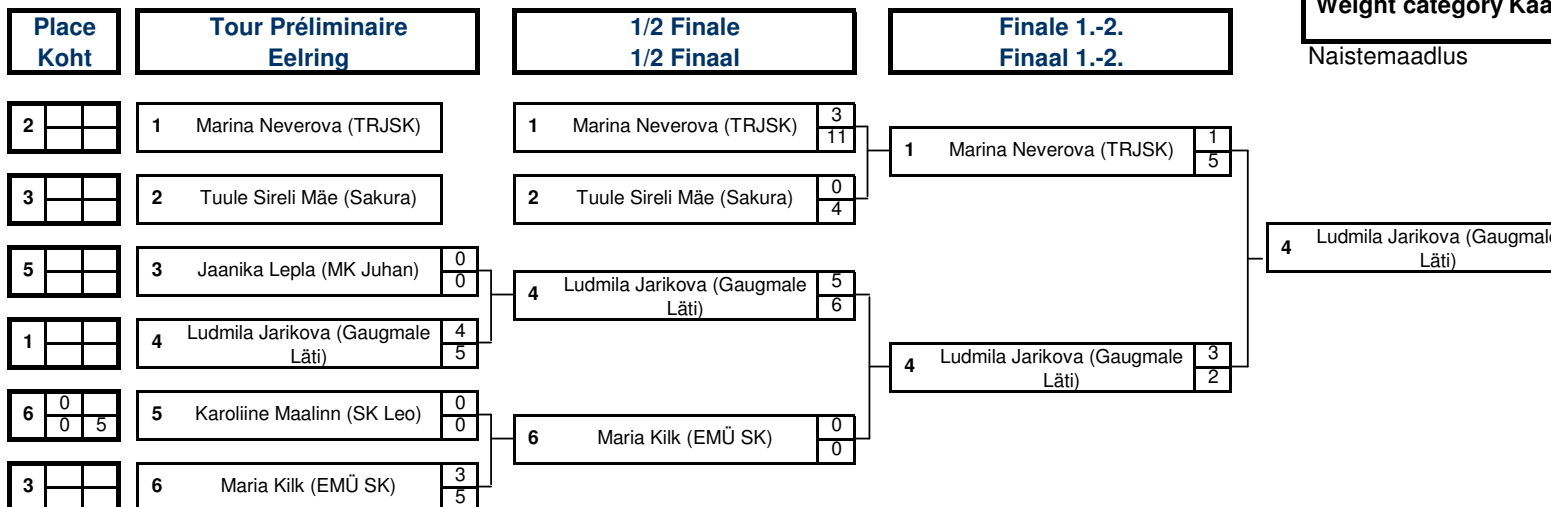 Place
Koht
Tour Préliminaire
Eelring
1/2 Finale
1/2 Finaal
Finale 1.-2.
Finaal 1.-2.
Weight category
Naistemaadlus
2
1 Marina Neverova (TRJSK)
1 Marina Neverova (TRJSK) 3
11
1 Marina Neverova (TRJSK) 1
5
3
2 Tuule Sireli Mäe (Sakura)
2 Tuule Sireli Mäe (Sakura) 0
4
4 Ludmila Jarikova
Läti)
5
3 Jaanika Lepla (MK Juhan) 0
0
4 Ludmila Jarikova (Gaugmale
Läti)
5
6
1
4 Ludmila Jarikova (Gaugmale
Läti)
4
5
4 Ludmila Jarikova (Gaugmale
Läti)
3
2
6 0
0 5
5 Karoliine Maalinn (SK Leo) 0
0
6 Maria Kilk (EMÜ SK) 0
0
3
6 Maria Kilk (EMÜ SK) 3
5